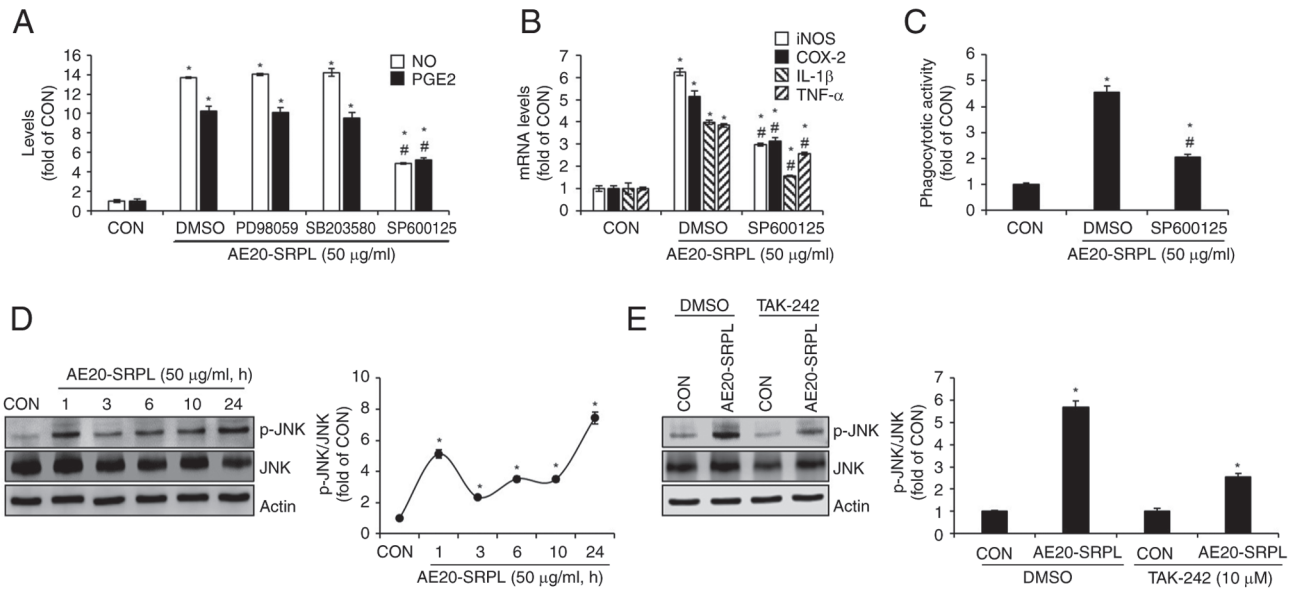 A
Levels
(fold of CON)
16
14
12
10
8
6
4
2
0
NO
PGE2
* * * * * * * *
# #
CON DMSO PD98059 SB203580 SP600125
AE20-SRPL (50 μg/ml)
B
mRNA levels
(fold of CON)
7
6
5
4
3
2
1
0
iNOS
COX-2
IL-1β
TNF-α
* * * * * * * *
# # # #
CON DMSO SP600125
AE20-SRPL (50 μg/ml)
C
Phagocytotic activity
(fold of CON)
6
5
4
3
2
1
0
* *
#
CON DMSO SP600125
AE20-SRPL (50 μg/ml)
D
AE20-SRPL (50 μg/ml, h)
CON 1 3 6 10 24
p-JNK
JNK
Actin
p-JNK/JNK
(fold of CON)
10
8
6
4
2
0
* * * * *
CON 1 3 6 10 24
AE20-SRPL (50 μg/ml, h)
E
DMSO TAK-242
CON AE20-SRPL CON AE20-SRPL
p-JNK
JNK
Actin
p-JNK/JNK
(fold of CON)
7
6
5
4
3
2
1
0
* *
CON AE20-SRPL CON AE20-SRPL
DMSO TAK-242 (10 μM)